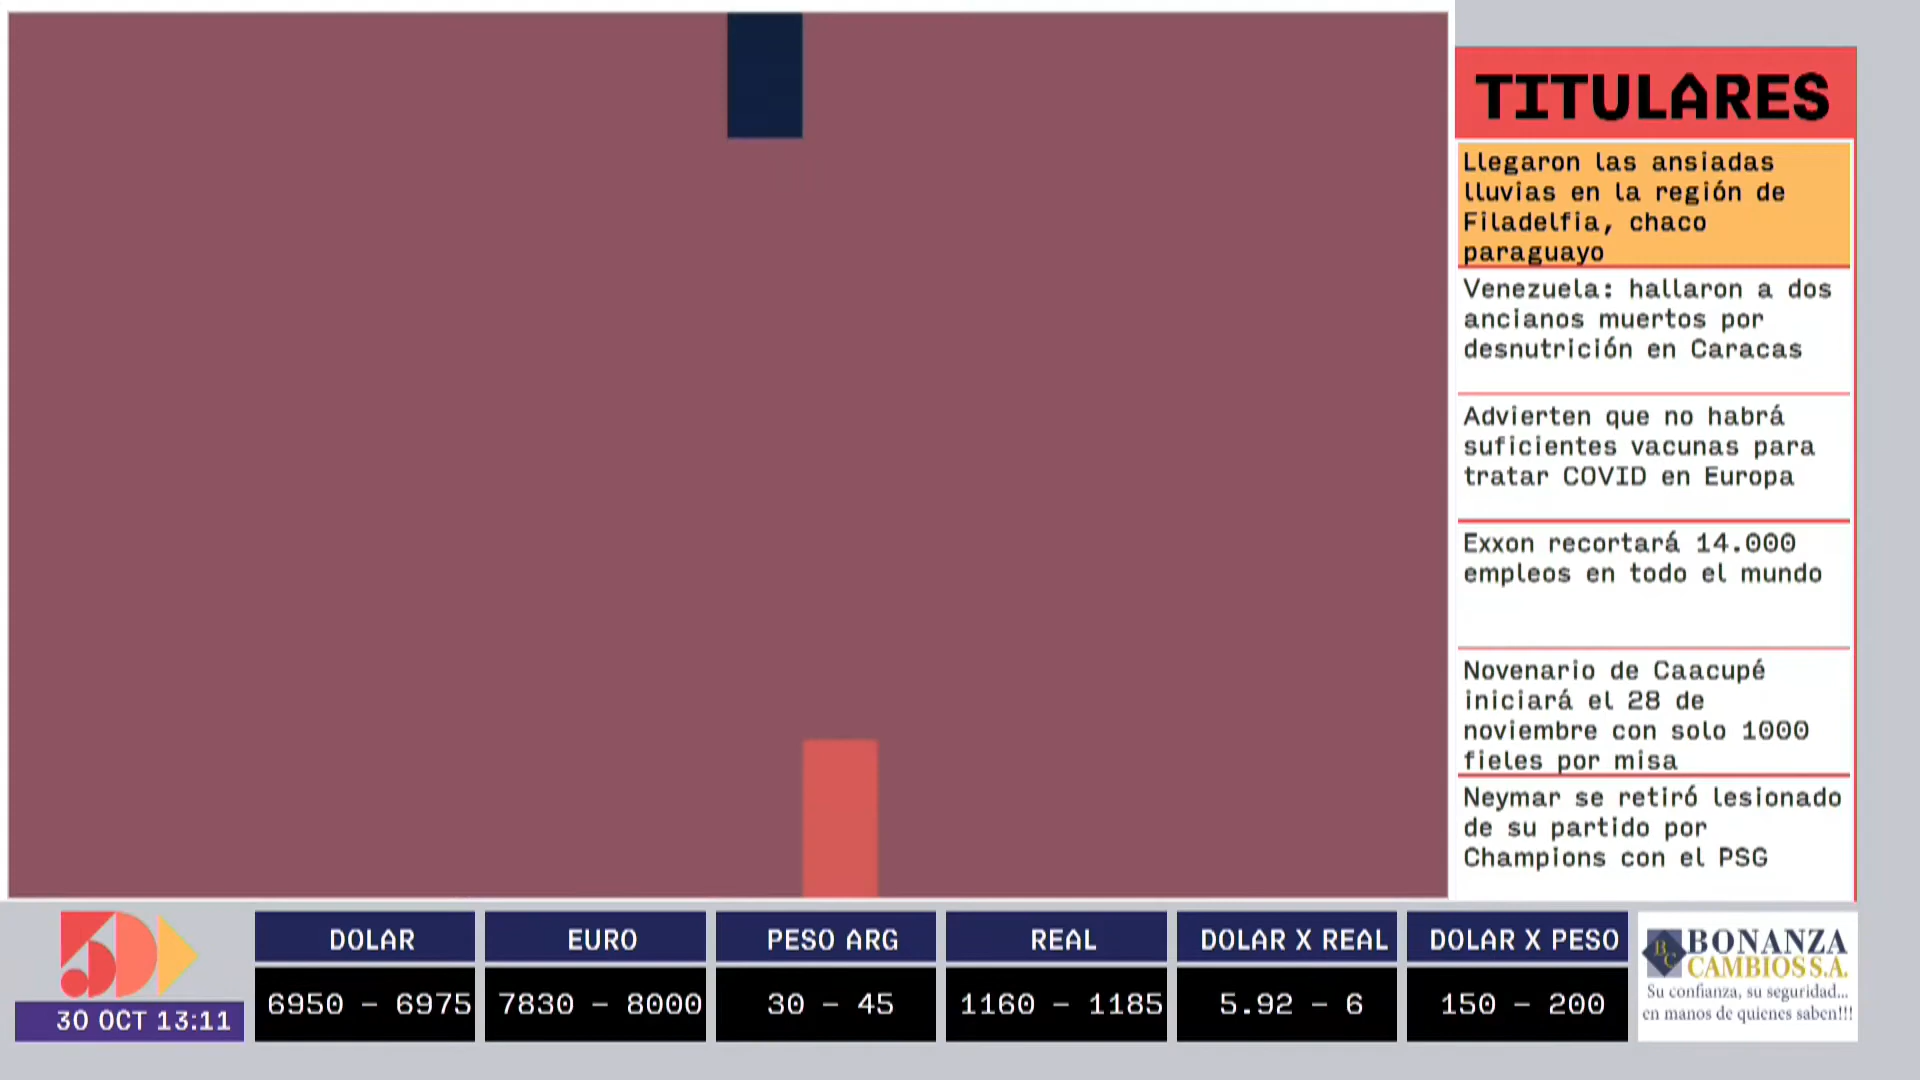 TITULARES
Llegaron las ansiadas
lluvias en la región de
Filadelfia, chaco
paraguayo
Venezuela: hallaron a dos
ancianos muertos por
desnutrición en Caracas
Advierten que no habrá
suficientes vacunas para
tratar COVID en Europa
Exxon recortará 14.000
empleos en todo el mundo
Novenario de Caacupé
iniciará el 28 de
noviembre con solo 1000
fieles por misa
Neymar se retiró lesionado
de su partido por
Champions con el PSG
5D
30 OCT 13:11
DOLAR
6950 - 6975
EURO
7830 - 8000
PESO ARG
30 - 45
REAL
1160 - 1185
DOLAR X REAL
5.92 - 6
DOLAR X PESO
150 - 200
BC
BONANZA
CAMBIOS S.A.
Su confianza, su seguridad...
en manos de quienes saben!!!